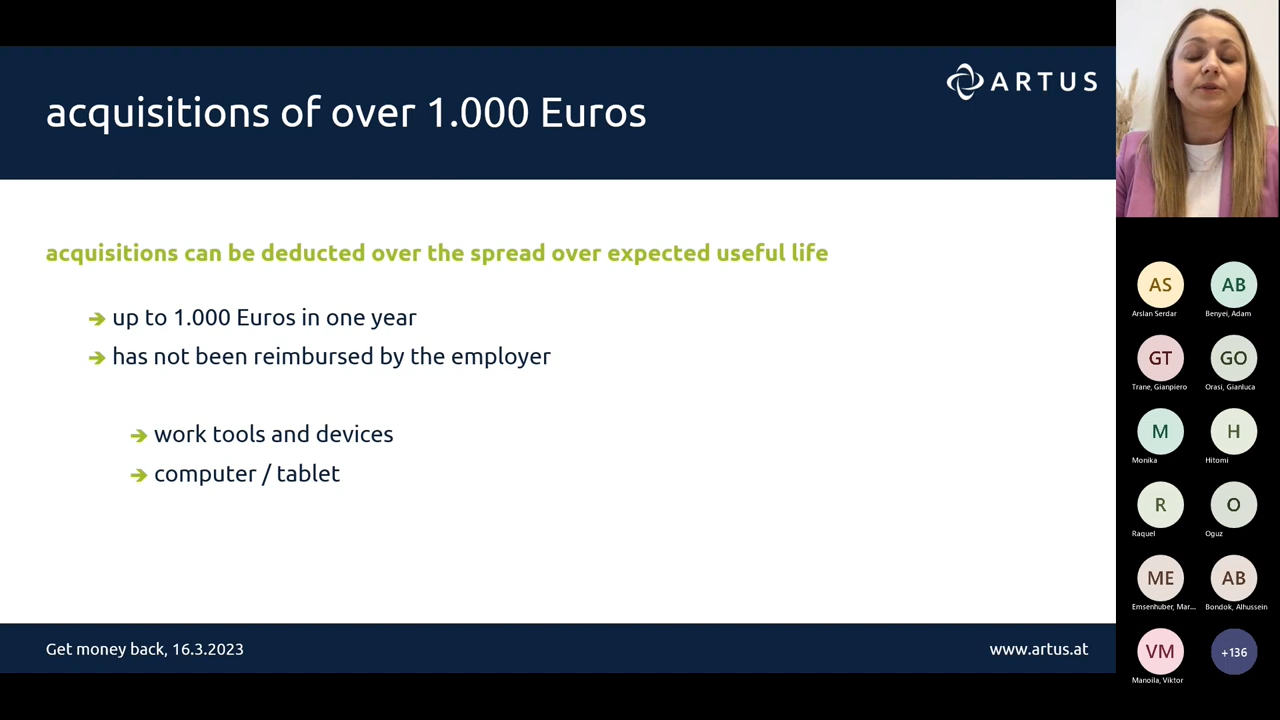 ARTUS
acquisitions of over 1.000 Euros
acquisitions can be deducted over the spread over expected useful life
➔ up to 1.000 Euros in one year
➔ has not been reimbursed by the employer
➔ work tools and devices
➔ computer / tablet
Get money back, 16.3.2023
www.artus.at
AS
AB
Arslan Serdar
Benyei, Adam
GT
GO
Trane, Gianpiero
Orasi, Gianluca
M
H
Monika
Hitomi
R
O
Raquel
Oguz
ME
AB
Emsenhuber, Mar...
Bondok, Alhussein
VM
+136
Manoila, Viktor